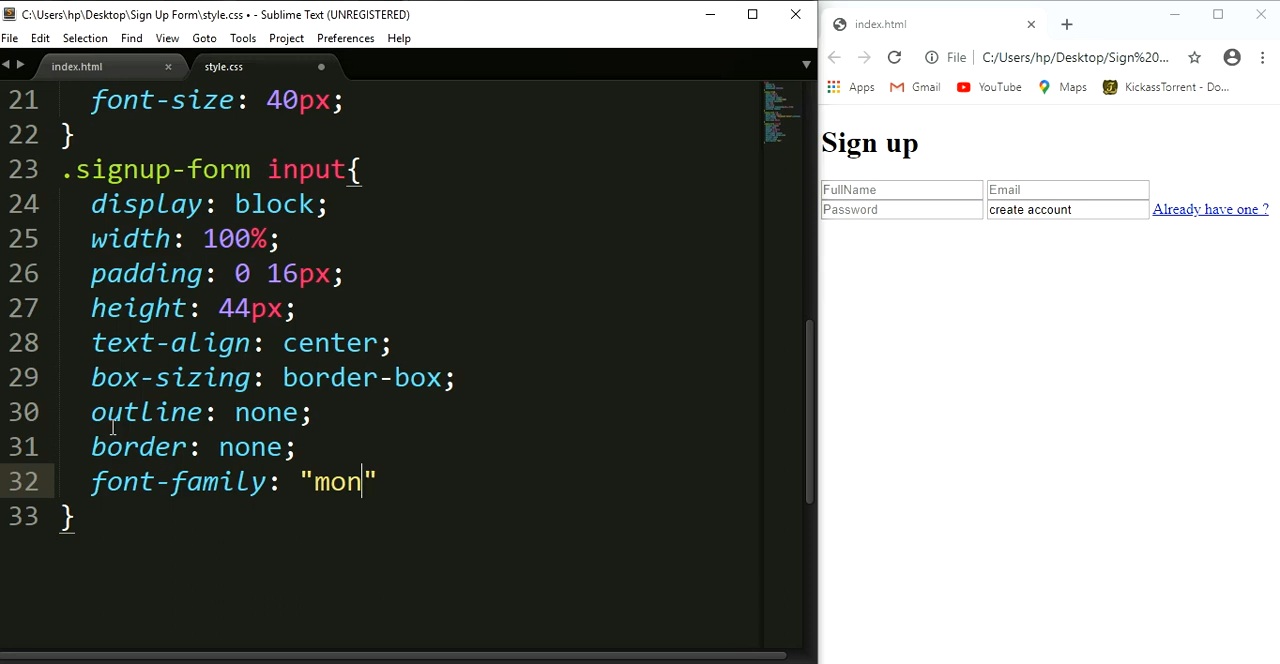 C:\Users\hp\Desktop\Sign Up Form\style.css • - Sublime Text (UNREGISTERED)
File Edit Selection Find View Goto Tools Project Preferences Help
index.html × style.css
21 font-size: 40px;
22 }
23 .signup-form input{
24 display: block;
25 width: 100%;
26 padding: 0 16px;
27 height: 44px;
28 text-align: center;
29 box-sizing: border-box;
30 outline: none;
31 border: none;
32 font-family: "mon"
33 }
index.html
File C:/Users/hp/Desktop/Sign%20...
Apps Gmail YouTube Maps KickassTorrent - Do...
Sign up
FullName Email
Password create account Already have one ?